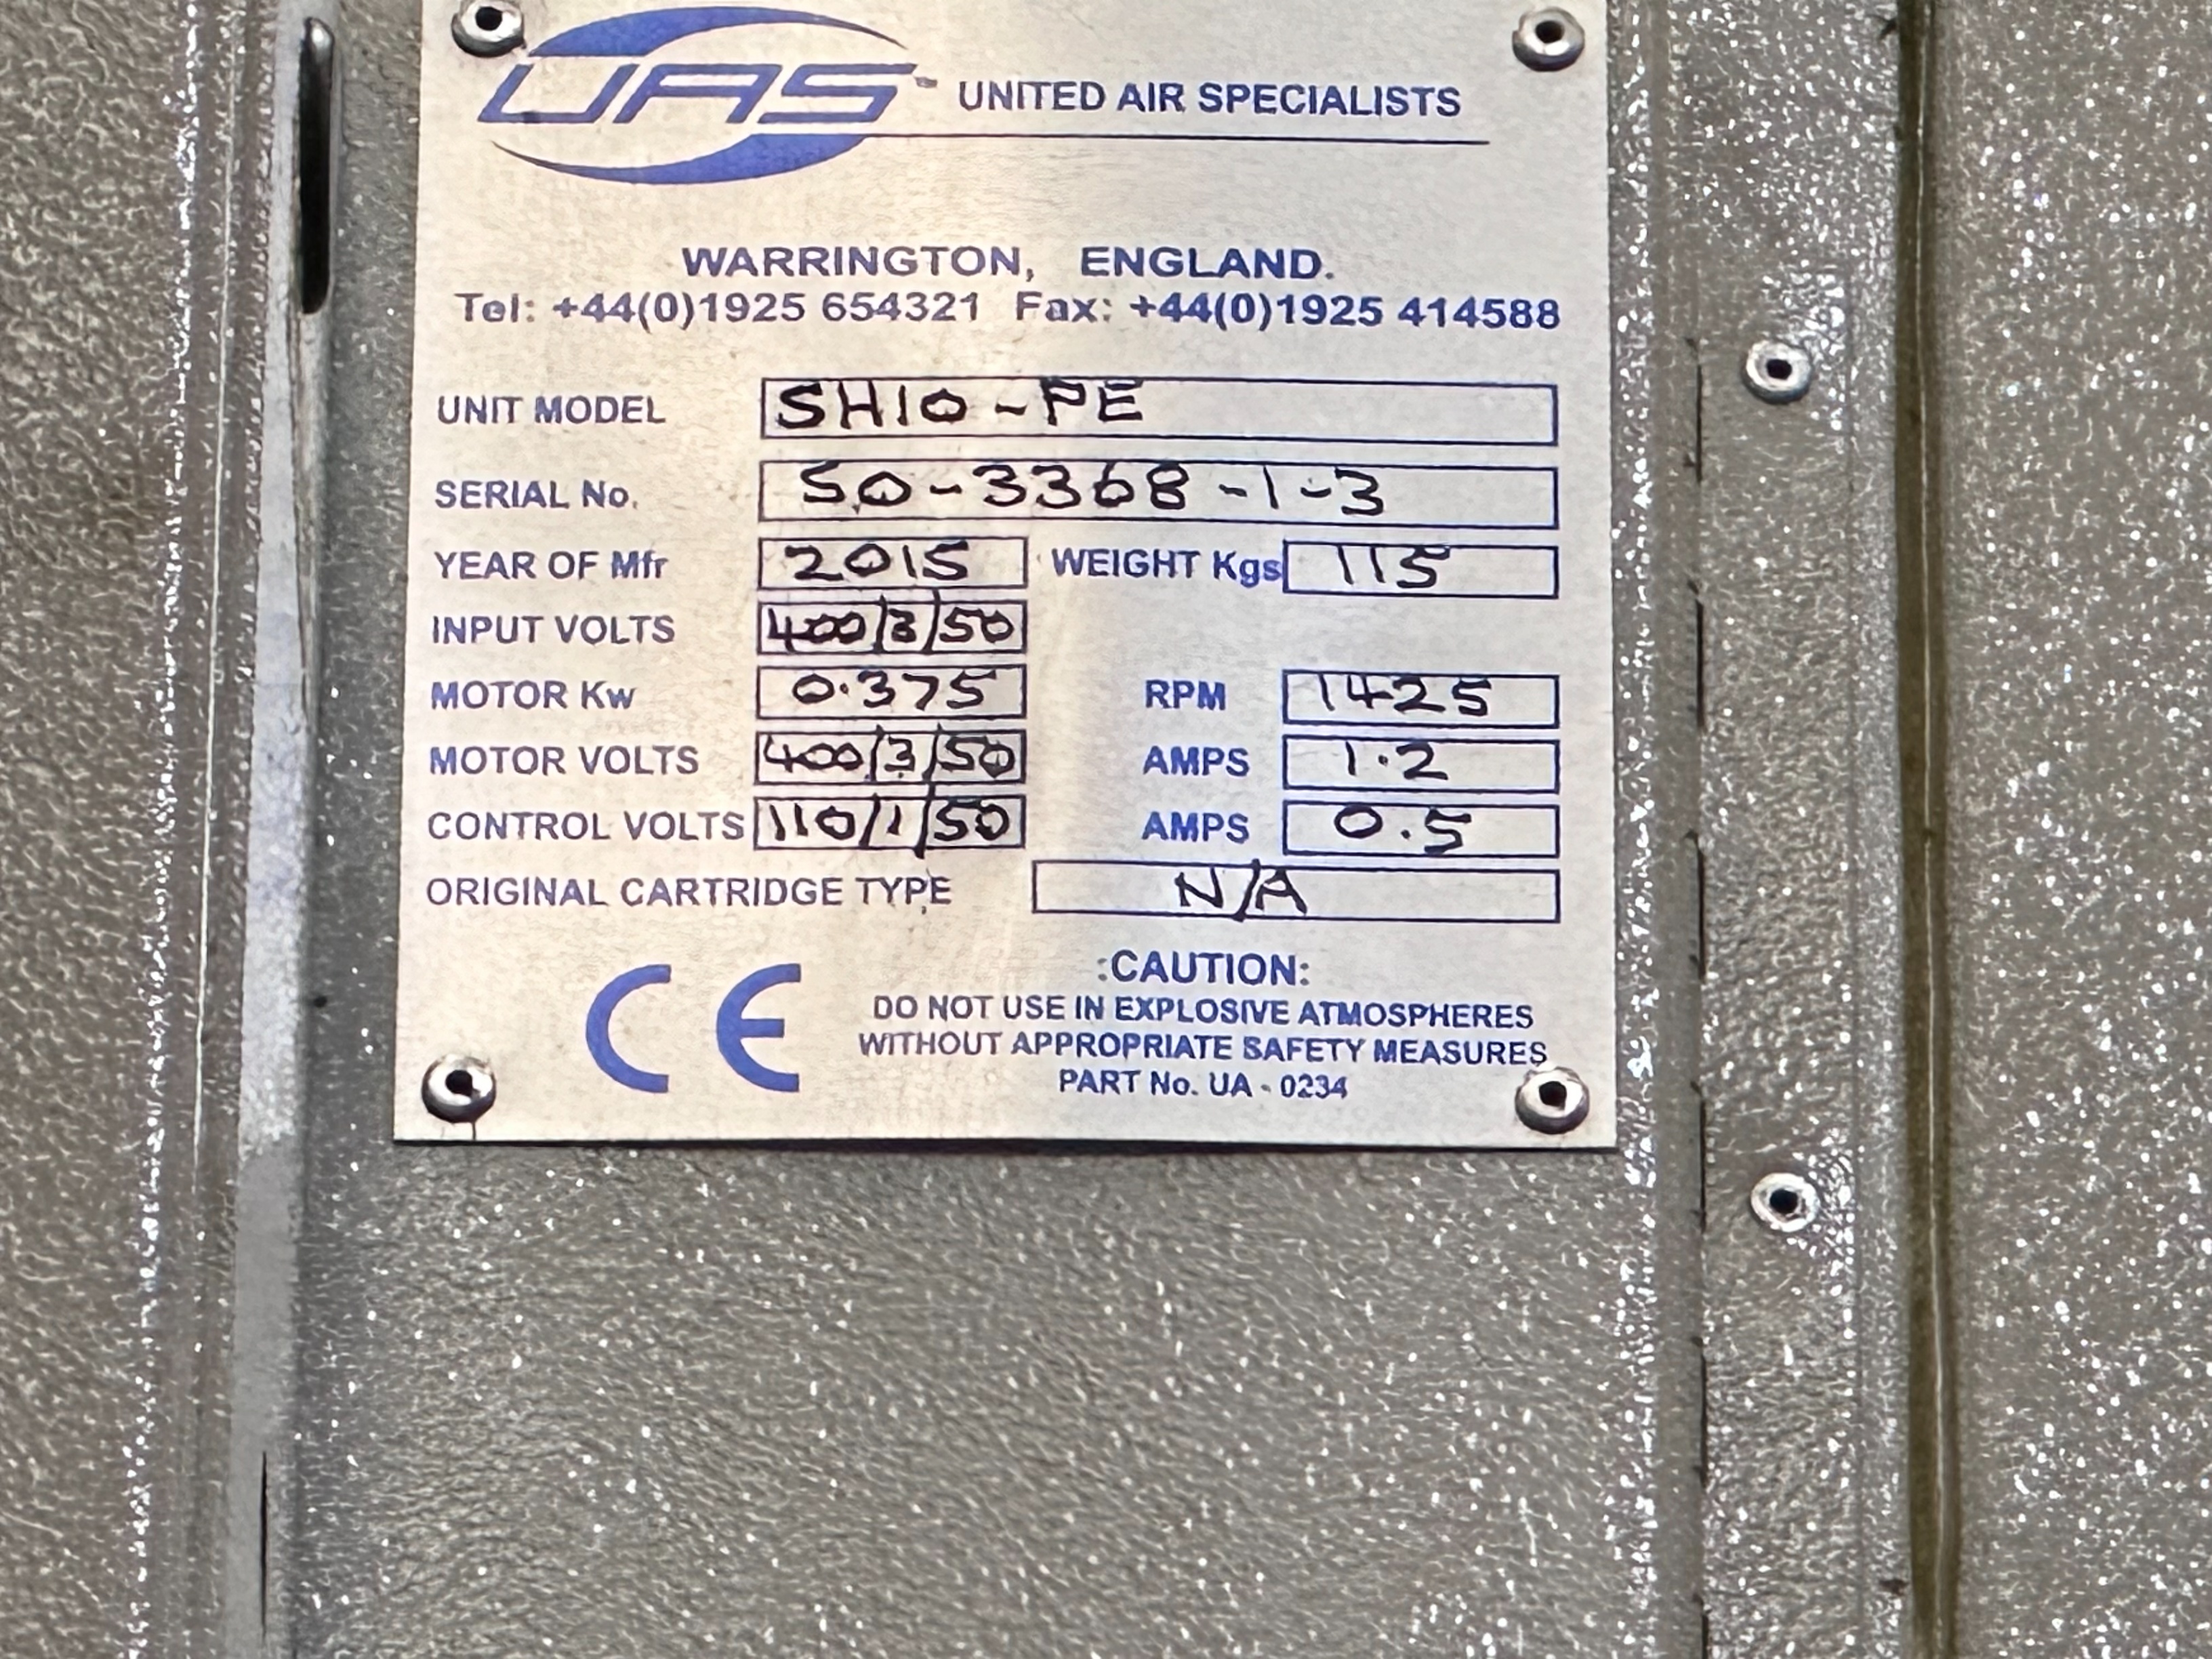 UAS™ UNITED AIR SPECIALISTS
WARRINGTON, ENGLAND.
Tel: +44(0)1925 654321 Fax: +44(0)1925 414588
UNIT MODEL SH10-PE
SERIAL No. SO-3368-1-3
YEAR OF Mfr 2015 WEIGHT Kgs 115
INPUT VOLTS 400/3/50
MOTOR Kw 0.375 RPM 1425
MOTOR VOLTS 400/3/50 AMPS 1.2
CONTROL VOLTS 110/1/50 AMPS 0.5
ORIGINAL CARTRIDGE TYPE N/A
CE
:CAUTION:
DO NOT USE IN EXPLOSIVE ATMOSPHERES
WITHOUT APPROPRIATE SAFETY MEASURES
PART No. UA - 0234